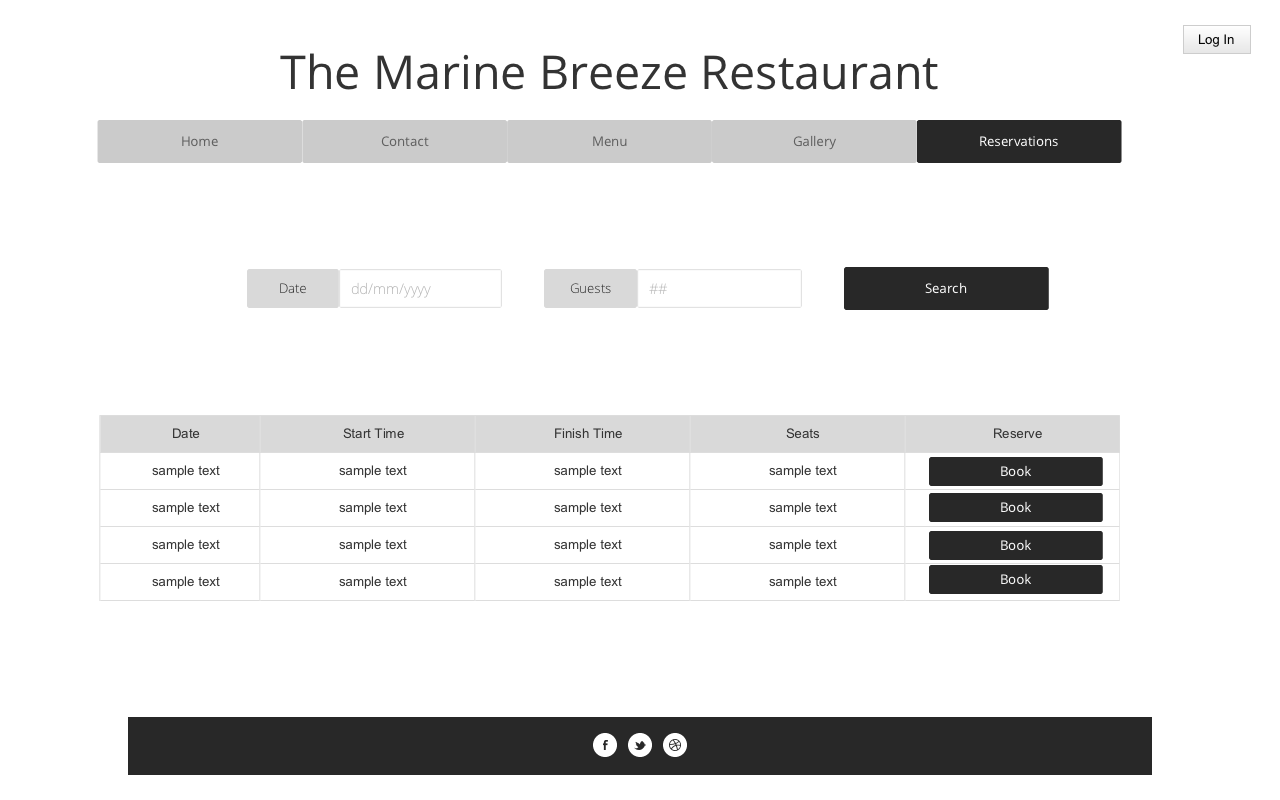 Log In
The Marine Breeze Restaurant
Home Contact Menu Gallery Reservations
Date dd/mm/yyyy Guests ## Search
Date Start Time Finish Time Seats Reserve
sample text sample text sample text sample text Book
sample text sample text sample text sample text Book
sample text sample text sample text sample text Book
sample text sample text sample text sample text Book